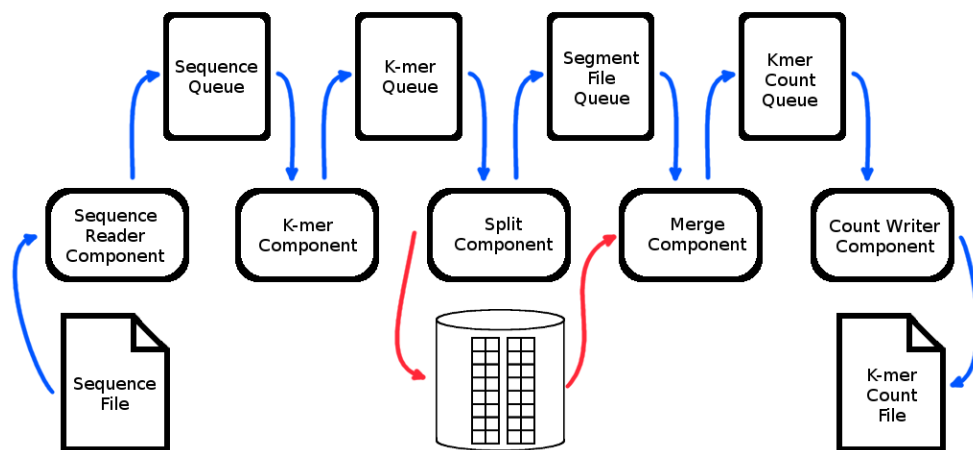 Sequence
Queue
K-mer
Queue
Segment
File
Queue
Kmer
Count
Queue
Sequence
Reader
Component
K-mer
Component
Split
Component
Merge
Component
Count Writer
Component
Sequence
File
K-mer
Count
File